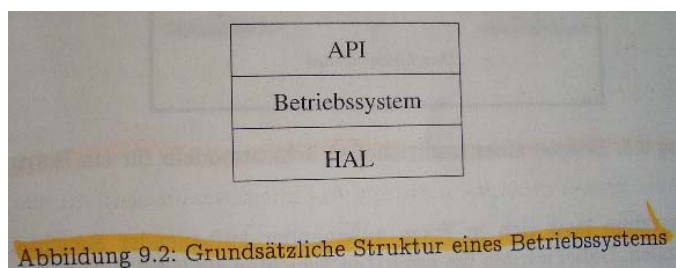 API
Betriebssystem
HAL
Abbildung 9.2: Grundsätzliche Struktur eines Betriebssystems